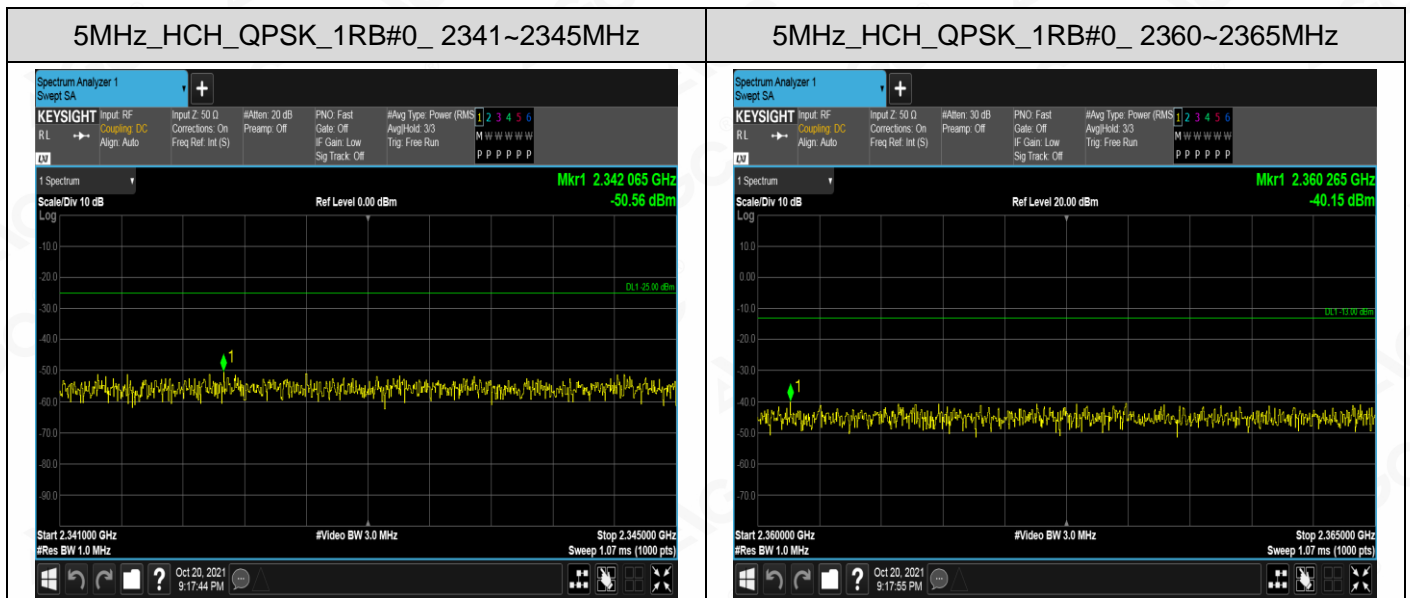 5MHz_HCH_QPSK_1RB#0_ 2341~2345MHz
Spectrum Analyzer 1
Swept SA
+
KEYSIGHT
RL
LXI
Input: RF
Coupling: DC
Align: Auto
Input Z: 50 Ω
Corrections: On
Freq Ref: Int (S)
#Atten: 20 dB
Preamp: Off
PNO: Fast
Gate: Off
IF Gain: Low
Sig Track: Off
#Avg Type: Power (RMS
Avg|Hold: 3/3
Trig: Free Run
1 2 3 4 5 6
M W W W W W
P P P P P P
1 Spectrum
Scale/Div 10 dB
Log
Ref Level 0.00 dBm
Mkr1 2.342 065 GHz
-50.56 dBm
-10.0
-20.0
DL1 -25.00 dBm
-30.0
-40.0
1
-50.0
-60.0
-70.0
-80.0
-90.0
Start 2.341000 GHz
#Res BW 1.0 MHz
#Video BW 3.0 MHz
Stop 2.345000 GHz
Sweep 1.07 ms (1000 pts)
?
Oct 20, 2021
9:17:44 PM
5MHz_HCH_QPSK_1RB#0_ 2360~2365MHz
Spectrum Analyzer 1
Swept SA
+
KEYSIGHT
RL
LXI
Input: RF
Coupling: DC
Align: Auto
Input Z: 50 Ω
Corrections: On
Freq Ref: Int (S)
#Atten: 30 dB
Preamp: Off
PNO: Fast
Gate: Off
IF Gain: Low
Sig Track: Off
#Avg Type: Power (RMS
Avg|Hold: 3/3
Trig: Free Run
1 2 3 4 5 6
M W W W W W
P P P P P P
1 Spectrum
Scale/Div 10 dB
Log
Ref Level 20.00 dBm
Mkr1 2.360 265 GHz
-40.15 dBm
10.0
0.00
-10.0
DL1 -13.00 dBm
-20.0
-30.0
1
-40.0
-50.0
-60.0
-70.0
Start 2.360000 GHz
#Res BW 1.0 MHz
#Video BW 3.0 MHz
Stop 2.365000 GHz
Sweep 1.07 ms (1000 pts)
?
Oct 20, 2021
9:17:55 PM